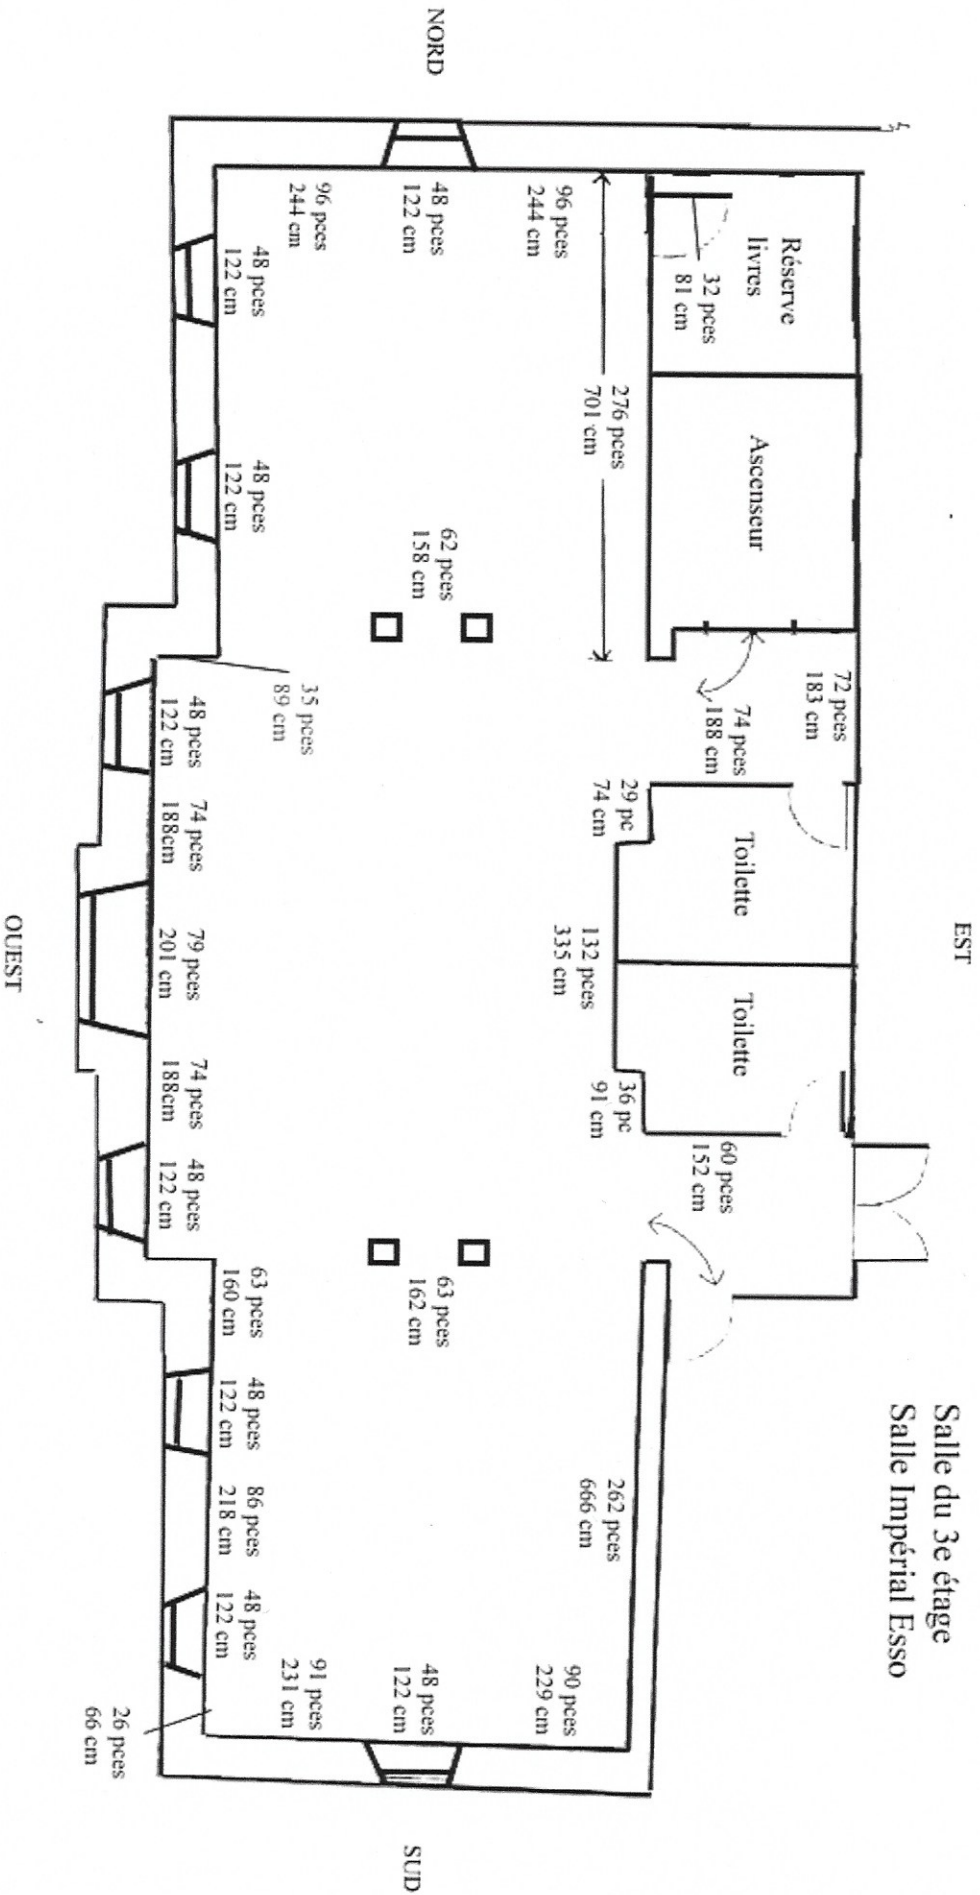 EST
Salle du 3e étage
Salle Impérial Esso
Réserve
livres
32 pces
81 cm
Ascenseur
72 pces
183 cm
74 pces
188 cm
Toilette
Toilette
60 pces
152 cm
276 pces
701 cm
29 pc
74 cm
132 pces
335 cm
36 pc
91 cm
262 pces
666 cm
96 pces
244 cm
90 pces
229 cm
NORD
48 pces
122 cm
62 pces
158 cm
63 pces
162 cm
48 pces
122 cm
SUD
96 pces
244 cm
35 pces
89 cm
91 pces
231 cm
48 pces
122 cm
48 pces
122 cm
63 pces
160 cm
48 pces
122 cm
86 pces
218 cm
48 pces
122 cm
48 pces
122 cm
74 pces
188cm
79 pces
201 cm
74 pces
188cm
48 pces
122 cm
26 pces
66 cm
OUEST